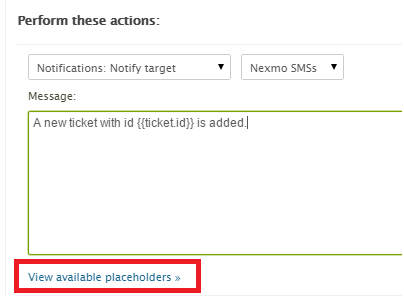 Perform these actions:
Notifications: Notify target Nexmo SMSs
Message:
A new ticket with id {{ticket.id}} is added.
View available placeholders »